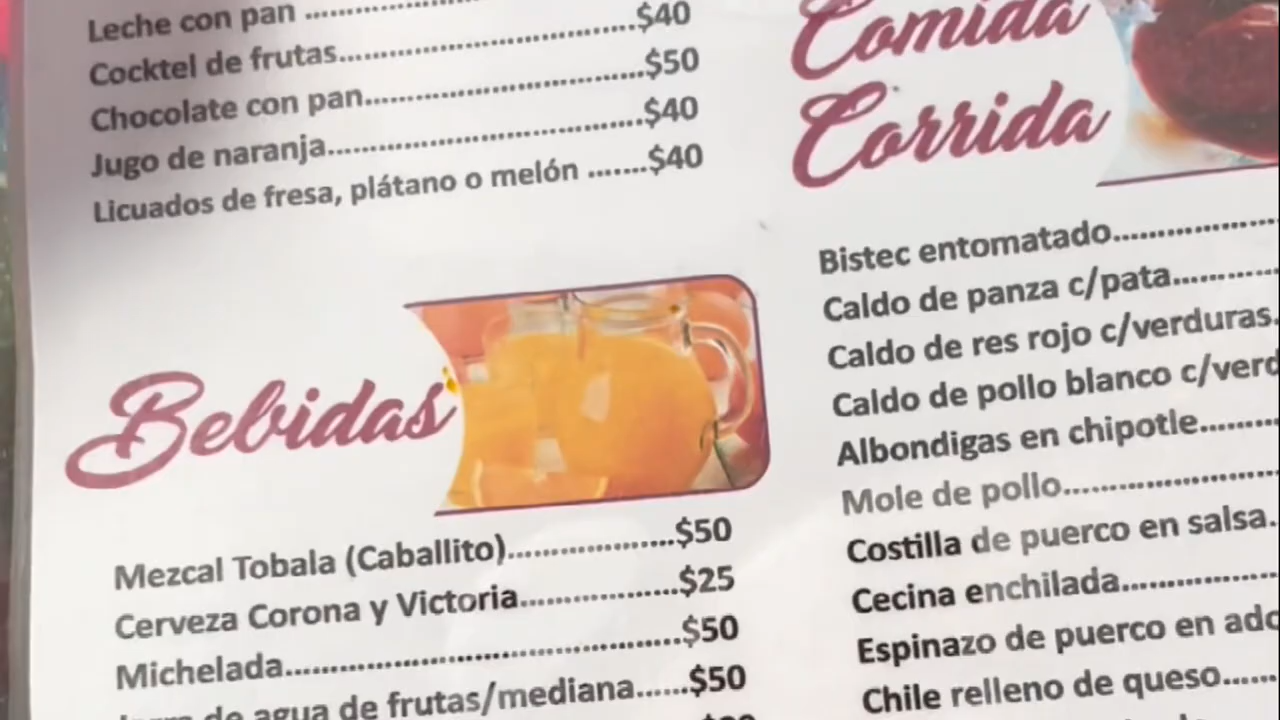 Leche con pan ....................
Cocktel de frutas....................................$40
Chocolate con pan..................................$50
Jugo de naranja......................................$40
Licuados de fresa, plátano o melón .......$40
Bebidas
Mezcal Tobala (Caballito)....................$50
Cerveza Corona y Victoria...................$25
Michelada...............................................$50
de agua de frutas/mediana......$50
Comida
Corrida
Bistec entomatado....................
Caldo de panza c/pata.............
Caldo de res rojo c/verduras.
Caldo de pollo blanco c/verd
Albondigas en chipotle.........
Mole de pollo.........................
Costilla de puerco en salsa.
Cecina enchilada..................
Espinazo de puerco en ado
Chile relleno de queso......